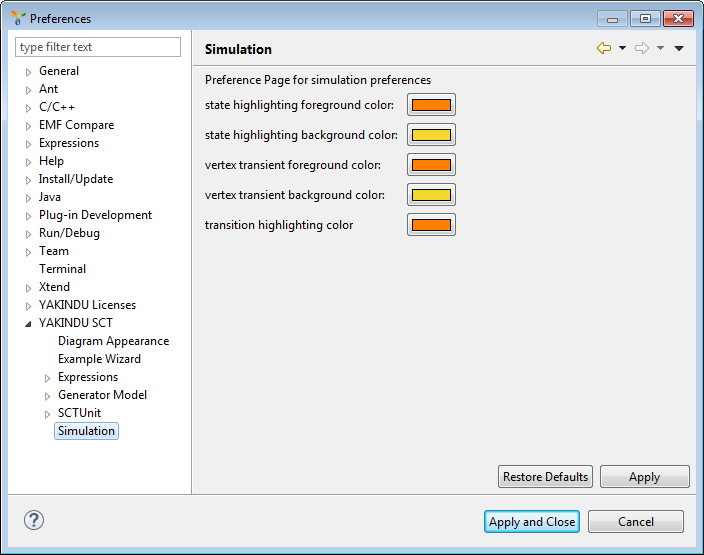 Preferences
type filter text
General
Ant
C/C++
EMF Compare
Expressions
Help
Install/Update
Java
Plug-in Development
Run/Debug
Team
Terminal
Xtend
YAKINDU Licenses
YAKINDU SCT
Diagram Appearance
Example Wizard
Expressions
Generator Model
SCTUnit
Simulation
Simulation
Preference Page for simulation preferences
state highlighting foreground color:
state highlighting background color:
vertex transient foreground color:
vertex transient background color:
transition highlighting color
Restore Defaults
Apply
?
Apply and Close
Cancel